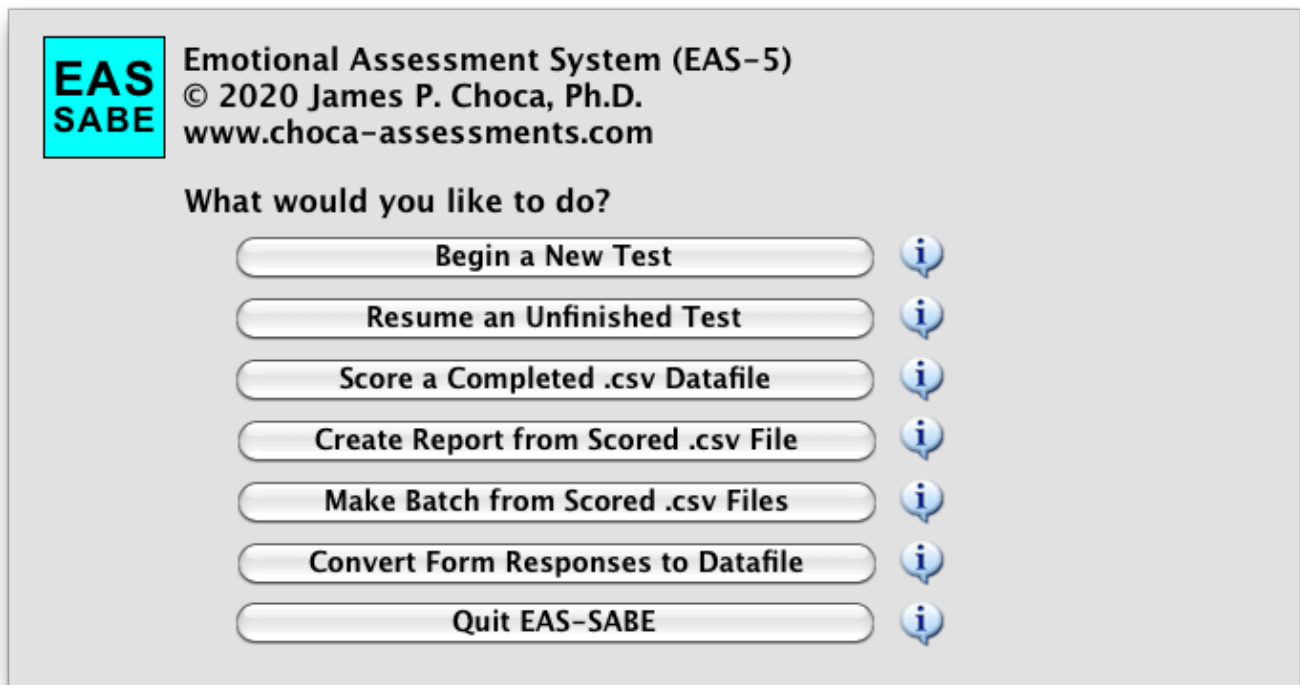 EAS
SABE
Emotional Assessment System (EAS-5)
© 2020 James P. Choca, Ph.D.
www.choca-assessments.com
What would you like to do?
Begin a New Test
Resume an Unfinished Test
Score a Completed .csv Datafile
Create Report from Scored .csv File
Make Batch from Scored .csv Files
Convert Form Responses to Datafile
Quit EAS-SABE